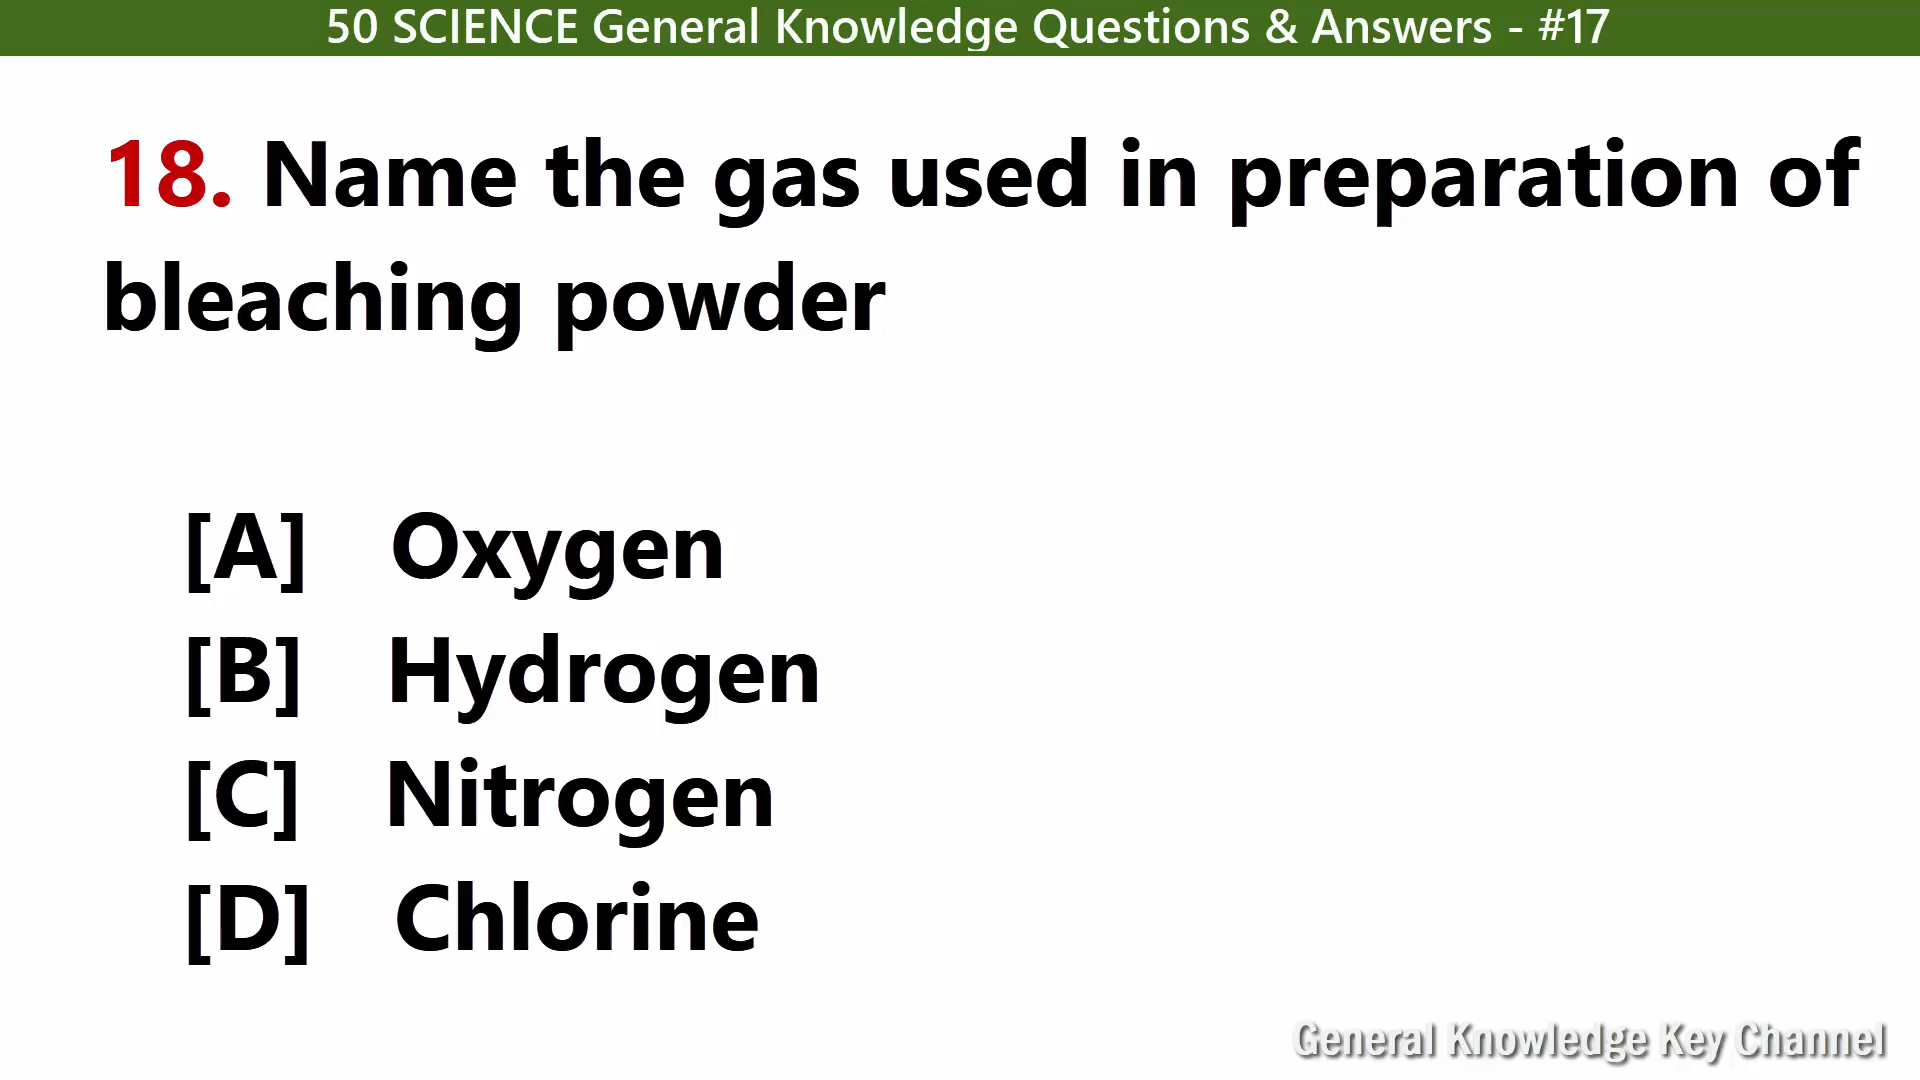 50 SCIENCE General Knowledge Questions & Answers - #17
18. Name the gas used in preparation of
bleaching powder
[A] Oxygen
[B] Hydrogen
[C] Nitrogen
[D] Chlorine
General Knowledge Key Channel